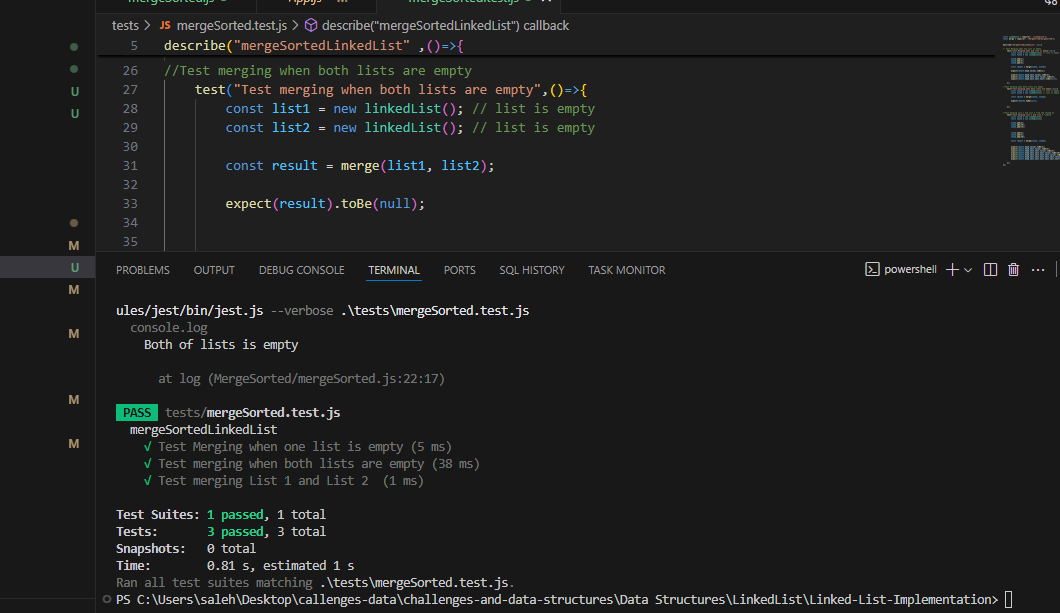 tests > JS mergeSorted.test.js > describe("mergeSortedLinkedList") callback
5 describe("mergeSortedLinkedList" ,()=>{
26 //Test merging when both lists are empty
27 test("Test merging when both lists are empty",()=>{
28 const list1 = new linkedList(); // list is empty
29 const list2 = new linkedList(); // list is empty
30
31 const result = merge(list1, list2);
32
33 expect(result).toBe(null);
34
35
U
U
M
U
M
M
M
M
PROBLEMS OUTPUT DEBUG CONSOLE TERMINAL PORTS SQL HISTORY TASK MONITOR powershell
ules/jest/bin/jest.js --verbose .\tests\mergeSorted.test.js
console.log
Both of lists is empty
at log (MergeSorted/mergeSorted.js:22:17)
PASS tests/mergeSorted.test.js
mergeSortedLinkedList
√ Test Merging when one list is empty (5 ms)
√ Test merging when both lists are empty (38 ms)
√ Test merging List 1 and List 2 (1 ms)
Test Suites: 1 passed, 1 total
Tests: 3 passed, 3 total
Snapshots: 0 total
Time: 0.81 s, estimated 1 s
Ran all test suites matching .\tests\mergeSorted.test.js.
PS C:\Users\saleh\Desktop\callenges-data\challenges-and-data-structures\Data Structures\LinkedList\Linked-List-Implementation>